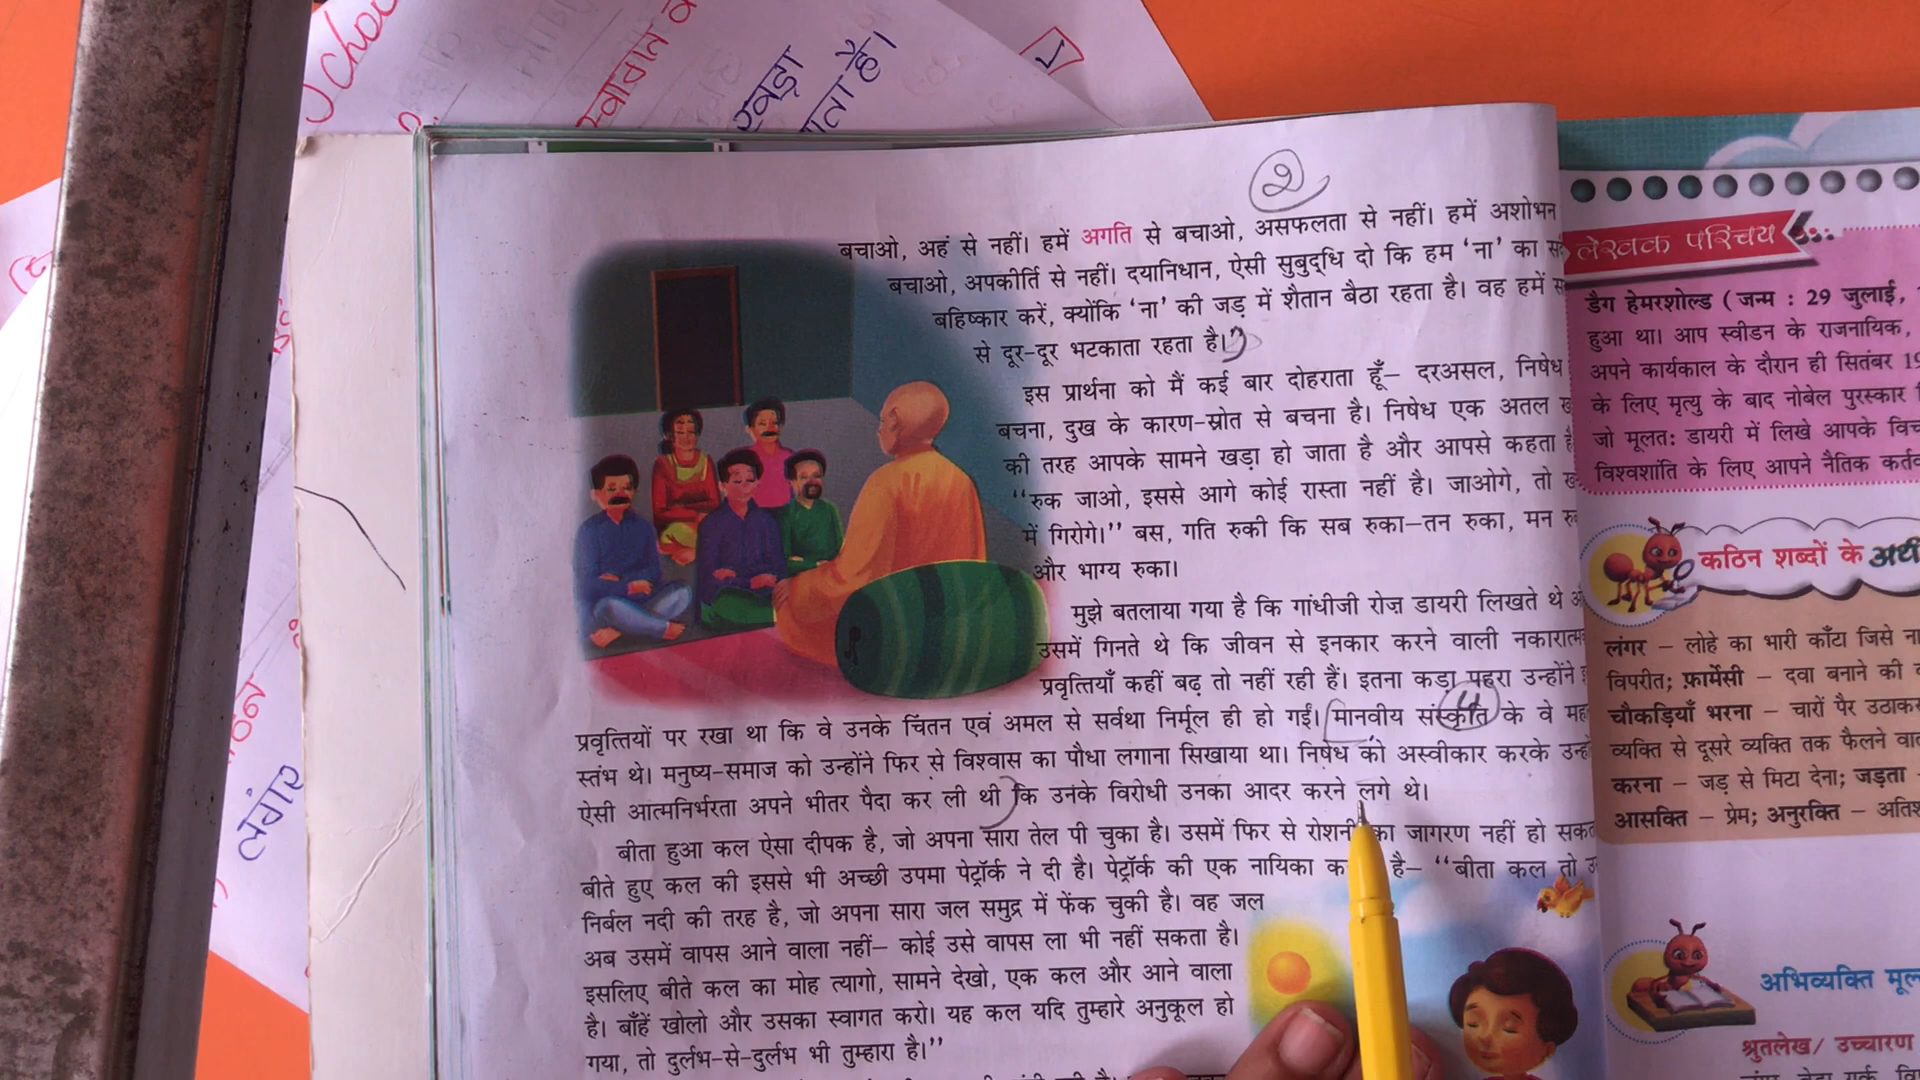 Schoo
स्वागत
खड़ा
ाता है।
लंगर
२
बचाओ, अहं से नहीं। हमें अगति से बचाओ, असफलता से नहीं। हमें अशोभन
बचाओ, अपकीर्ति से नहीं। दयानिधान, ऐसी सुबुद्धि दो कि हम ‘ना’ का
बहिष्कार करें, क्योंकि ‘ना’ की जड़ में शैतान बैठा रहता है। वह हमें
से दूर-दूर भटकाता रहता है।”
इस प्रार्थना को मैं कई बार दोहराता हूँ– दरअसल, निषेध
बचना, दुख के कारण-स्रोत से बचना है। निषेध एक अतल
की तरह आपके सामने खड़ा हो जाता है और आपसे कहता
“रुक जाओ, इससे आगे कोई रास्ता नहीं है। जाओगे, तो
में गिरोगे।” बस, गति रुकी कि सब रुका–तन रुका, मन
और भाग्य रुका।
मुझे बतलाया गया है कि गांधीजी रोज़ डायरी लिखते थे
उसमें गिनते थे कि जीवन से इनकार करने वाली नकारात्म
प्रवृत्तियाँ कहीं बढ़ तो नहीं रही हैं। इतना कड़ा पहरा उन्होंने
4
प्रवृत्तियों पर रखा था कि वे उनके चिंतन एवं अमल से सर्वथा निर्मूल ही हो गईं। मानवीय संस्कृति के वे
स्तंभ थे। मनुष्य-समाज को उन्होंने फिर से विश्वास का पौधा लगाना सिखाया था। निषेध को अस्वीकार करके
ऐसी आत्मनिर्भरता अपने भीतर पैदा कर ली थी कि उनके विरोधी उनका आदर करने लगे थे।
बीता हुआ कल ऐसा दीपक है, जो अपना सारा तेल पी चुका है। उसमें फिर से रोशनी का जागरण नहीं हो सकत
बीते हुए कल की इससे भी अच्छी उपमा पेट्रॉर्क ने दी है। पेट्रॉर्क की एक नायिका क है– “बीता कल तो
निर्बल नदी की तरह है, जो अपना सारा जल समुद्र में फेंक चुकी है। वह जल
अब उसमें वापस आने वाला नहीं– कोई उसे वापस ला भी नहीं सकता है।
इसलिए बीते कल का मोह त्यागो, सामने देखो, एक कल और आने वाला
है। बाँहें खोलो और उसका स्वागत करो। यह कल यदि तुम्हारे अनुकूल हो
गया, तो दुर्लभ-से-दुर्लभ भी तुम्हारा है।”
लेखक परिचय
डैग हेमरशोल्ड (जन्म : 29 जुलाई,
हुआ था। आप स्वीडन के राजनायिक,
अपने कार्यकाल के दौरान ही सितंबर 19
के लिए मृत्यु के बाद नोबेल पुरस्कार
जो मूलत: डायरी में लिखे आपके विच
विश्वशांति के लिए आपने नैतिक कर्तव
कठिन शब्दों के अर्थ
लंगर – लोहे का भारी काँटा जिसे ना
विपरीत; फ़ार्मेसी – दवा बनाने की
चौकड़ियाँ भरना – चारों पैर उठाकर
व्यक्ति से दूसरे व्यक्ति तक फैलने वा
करना – जड़ से मिटा देना; जड़ता –
आसक्ति – प्रेम; अनुरक्ति – अतिश
अभिव्यक्ति मूल
श्रुतलेख/ उच्चारण